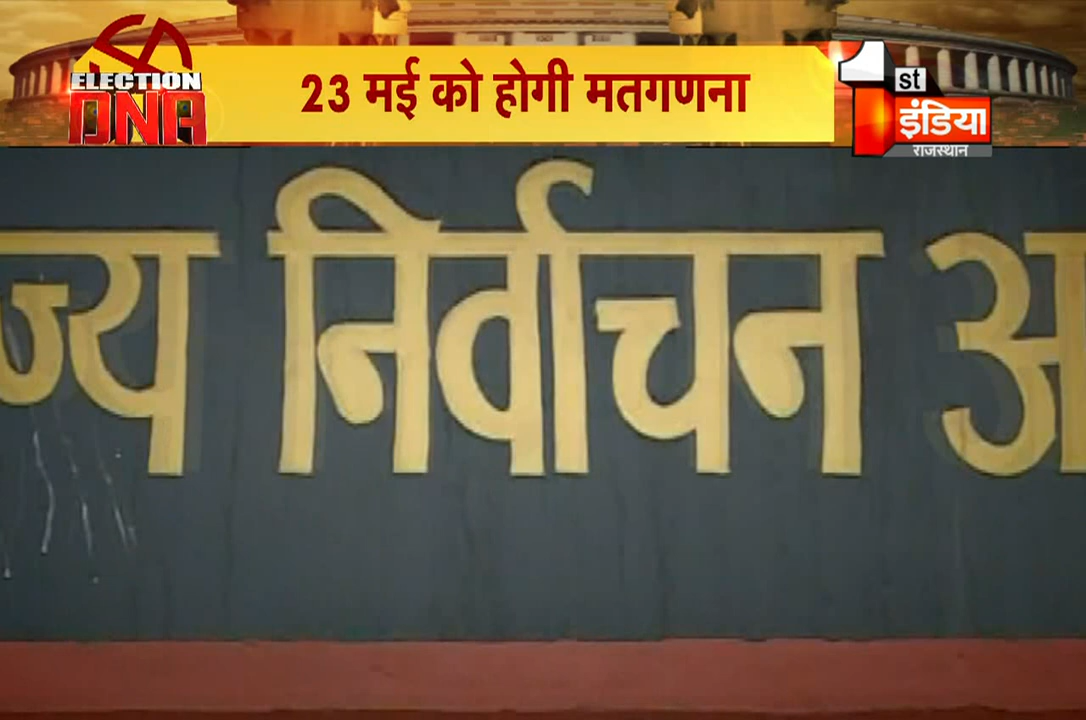 ELECTION
DNA
23 मई को होगी मतगणना
1st
इंडिया
राजस्थान
ज्य निर्वाचन अ